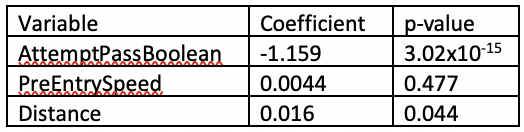 Variable Coefficient p-value
AttemptPassBoolean -1.159 3.02x10⁻¹⁵
PreEntrySpeed 0.0044 0.477
Distance 0.016 0.044